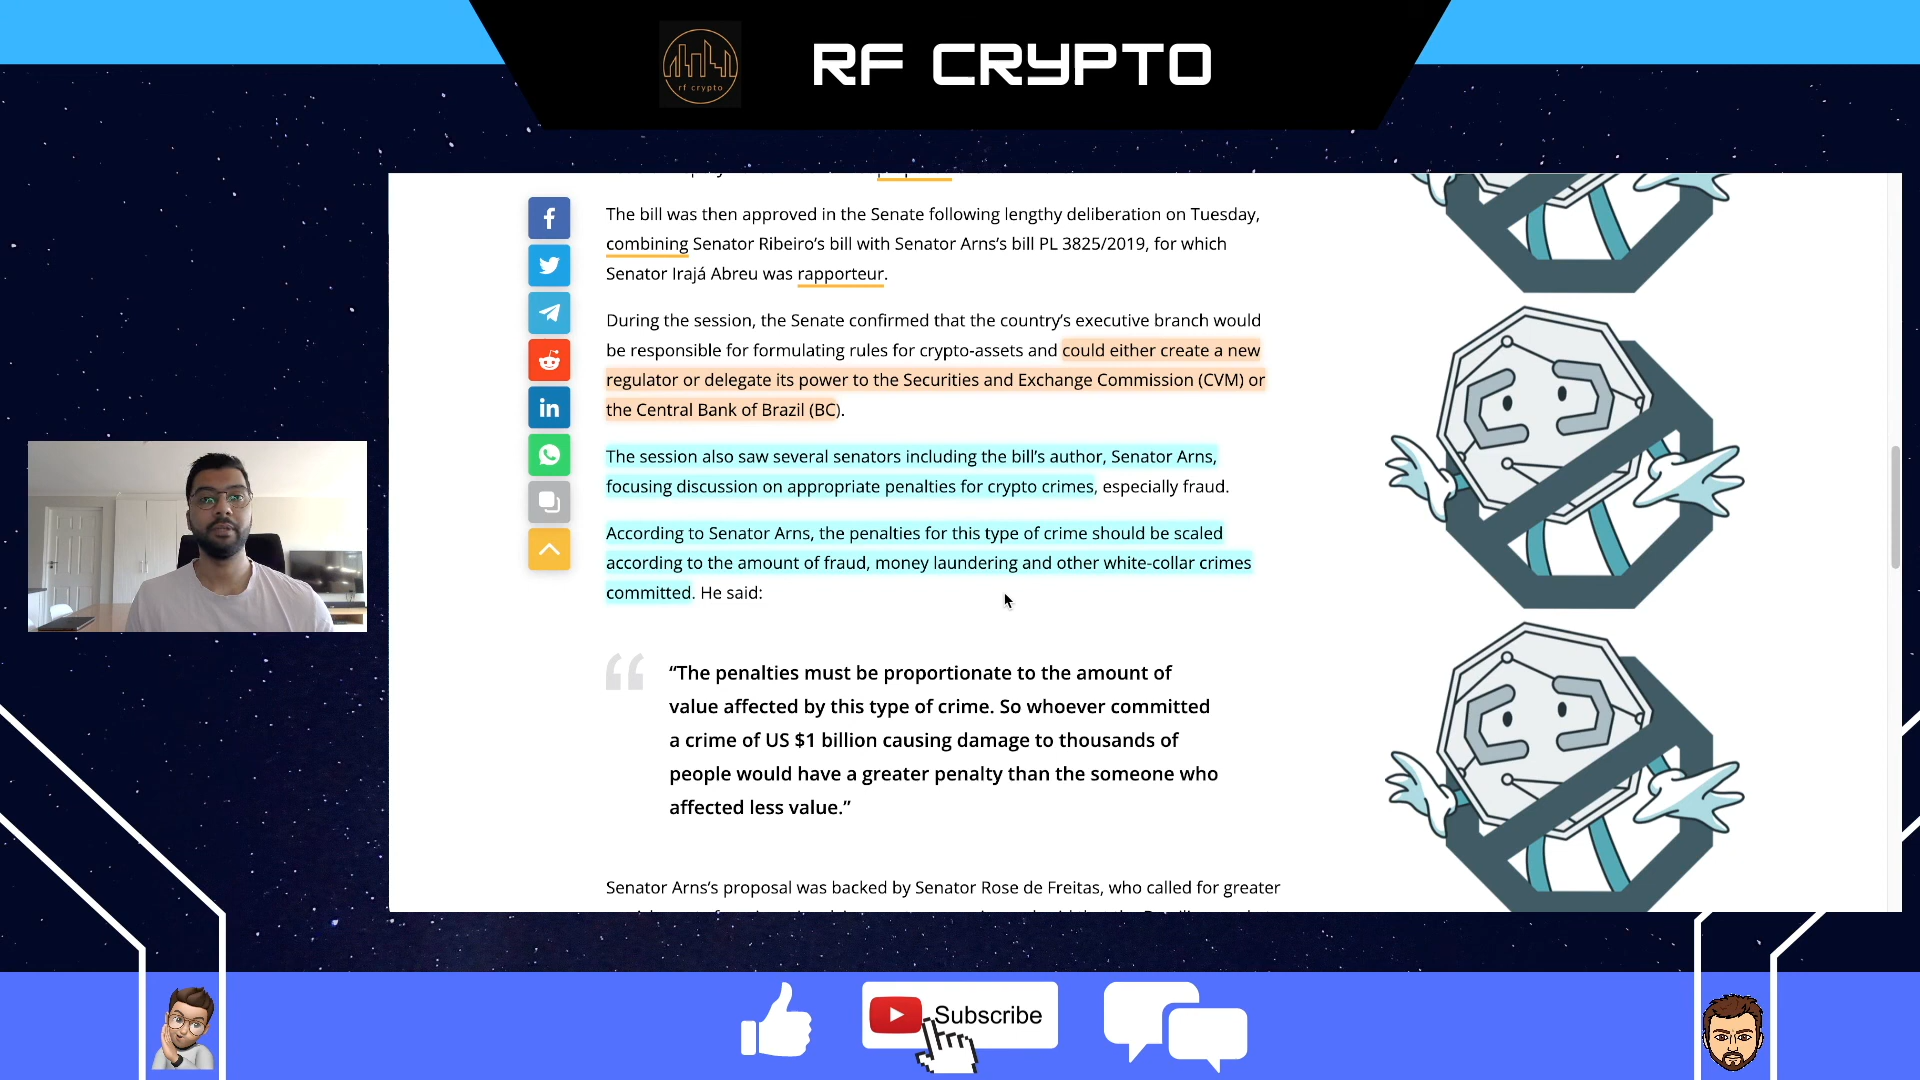 rf crypto
RF CRYPTO
The bill was then approved in the Senate following lengthy deliberation on Tuesday,
combining Senator Ribeiro’s bill with Senator Arns’s bill PL 3825/2019, for which
Senator Irajá Abreu was rapporteur.
During the session, the Senate confirmed that the country’s executive branch would
be responsible for formulating rules for crypto-assets and could either create a new
regulator or delegate its power to the Securities and Exchange Commission (CVM) or
the Central Bank of Brazil (BC).
The session also saw several senators including the bill’s author, Senator Arns,
focusing discussion on appropriate penalties for crypto crimes, especially fraud.
According to Senator Arns, the penalties for this type of crime should be scaled
according to the amount of fraud, money laundering and other white-collar crimes
committed. He said:
“The penalties must be proportionate to the amount of
value affected by this type of crime. So whoever committed
a crime of US $1 billion causing damage to thousands of
people would have a greater penalty than the someone who
affected less value.”
Senator Arns’s proposal was backed by Senator Rose de Freitas, who called for greater
Subscribe